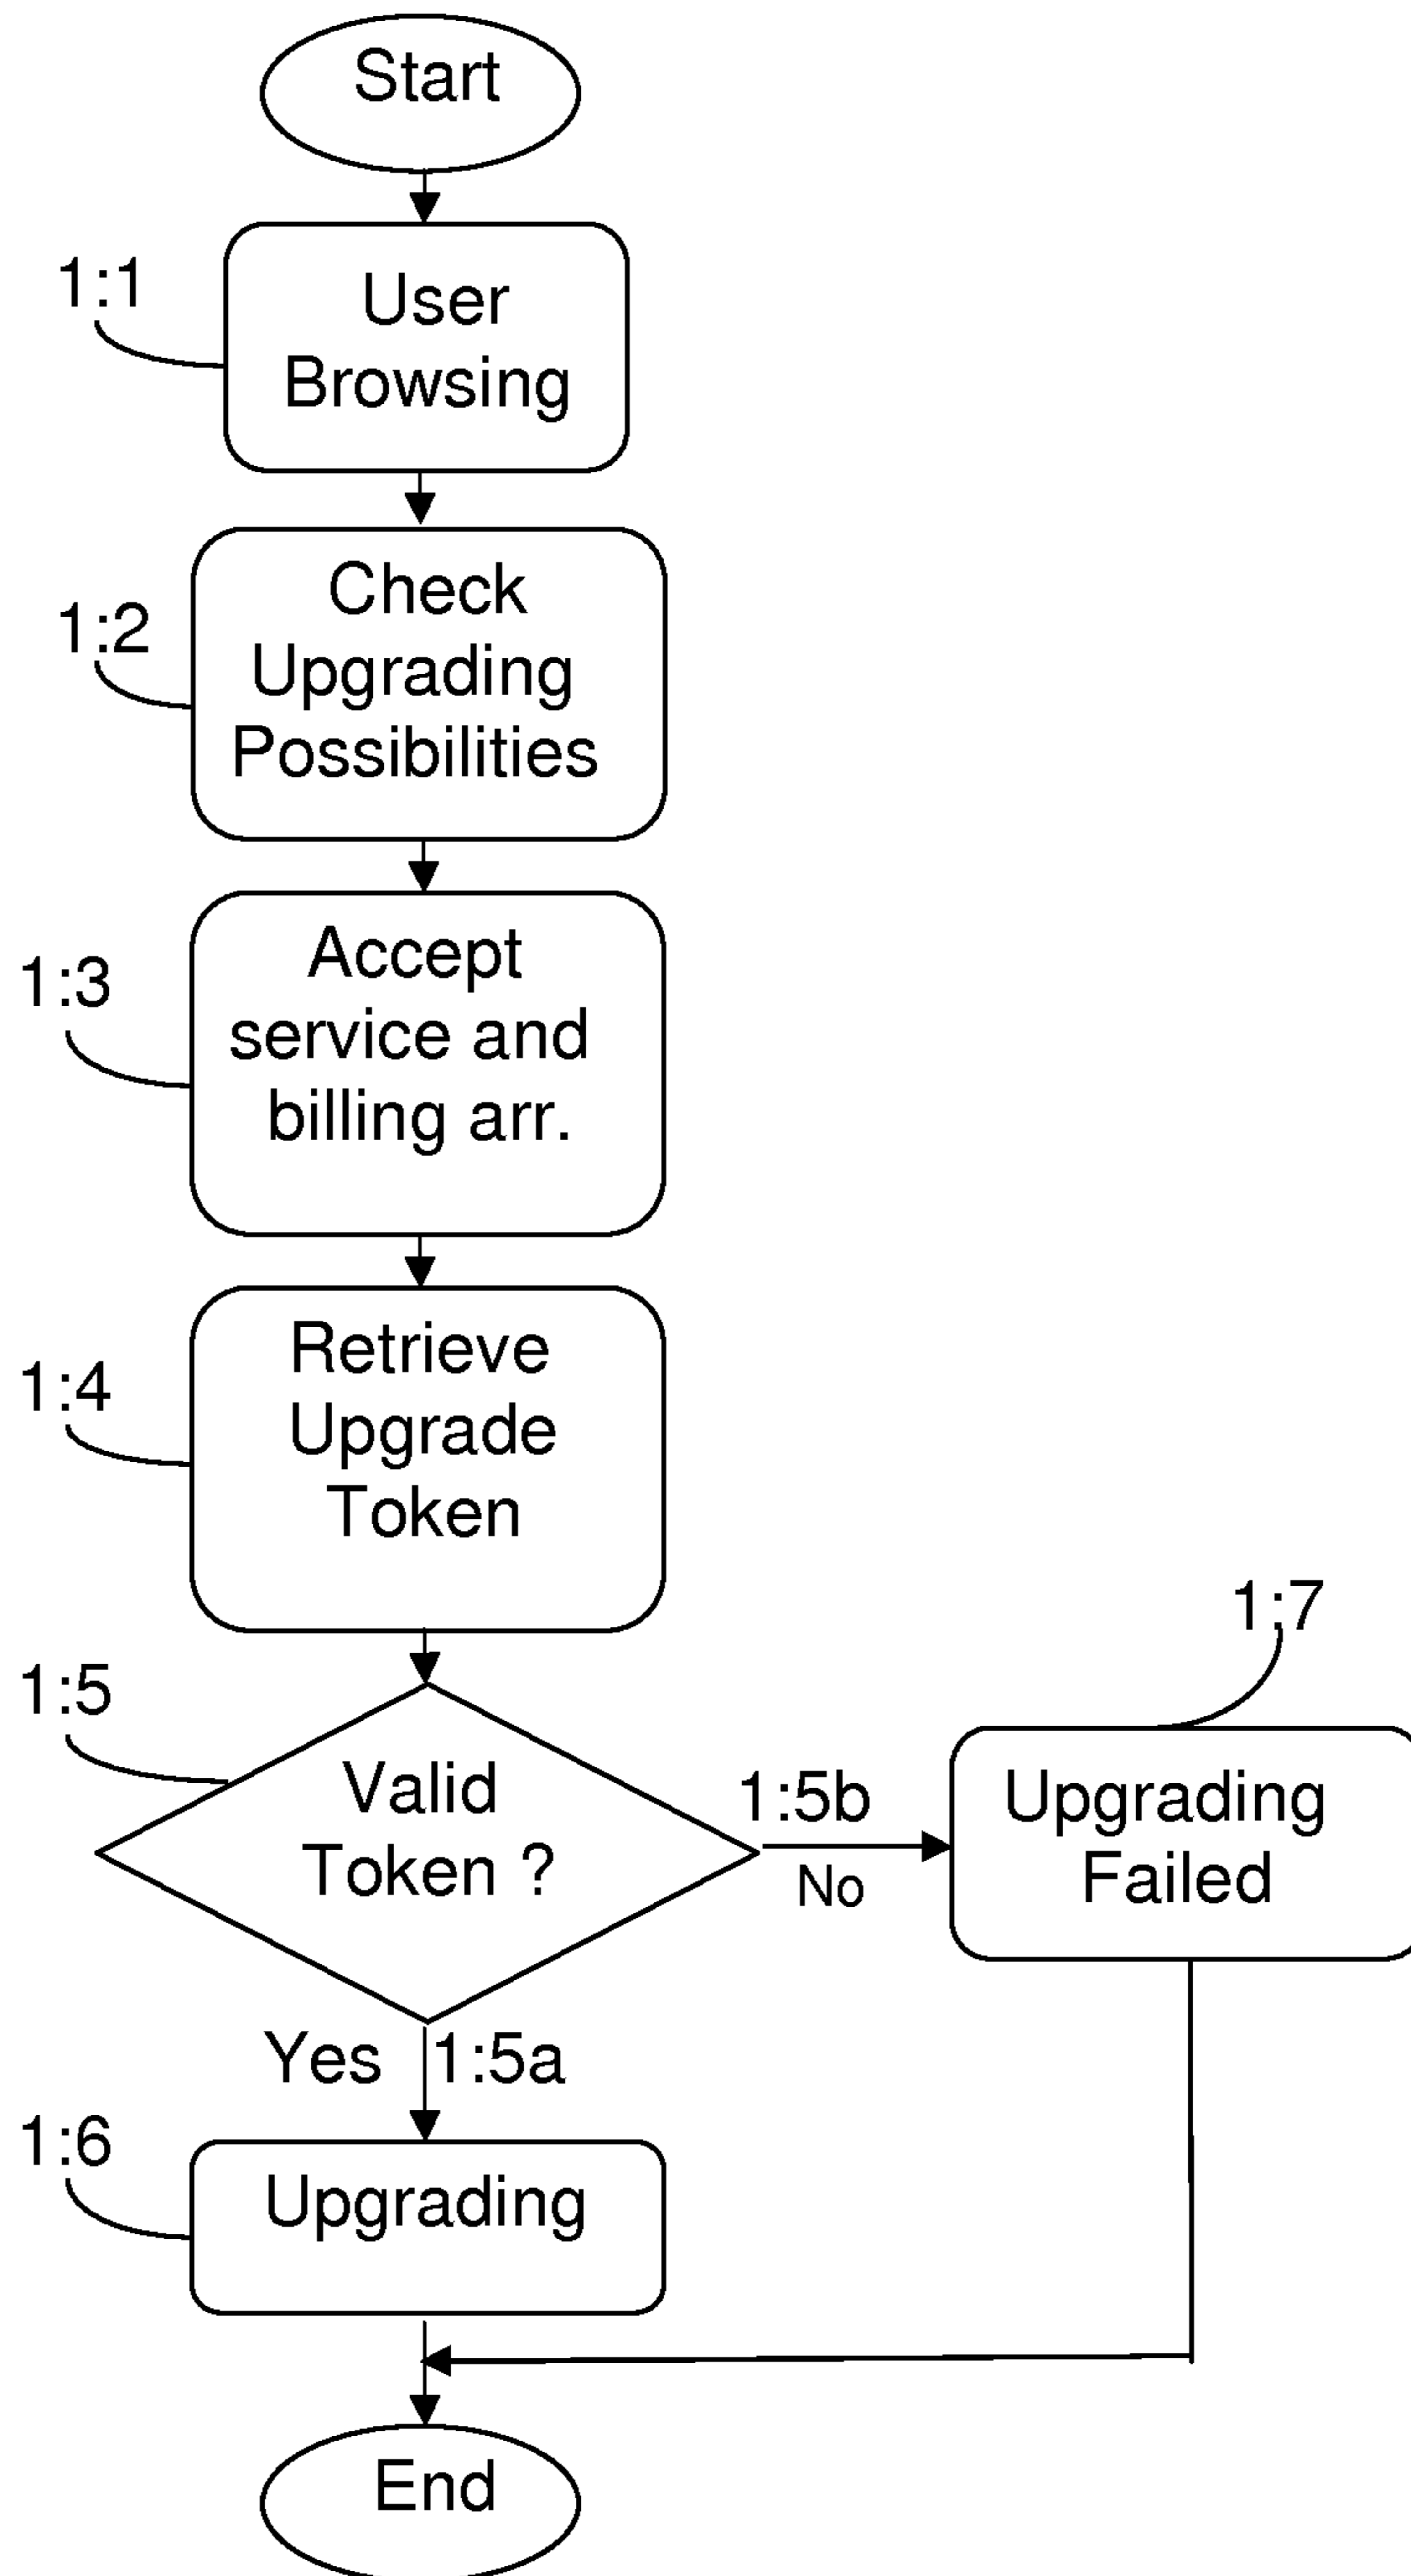 Start
1:1
User
Browsing
1:2
Check
Upgrading
Possibilities
1:3
Accept
service and
billing arr.
1:4
Retrieve
Upgrade
Token
1:5
Valid
Token ?
1:5b
No
1:7
Upgrading
Failed
Yes
1:5a
1:6
Upgrading
End